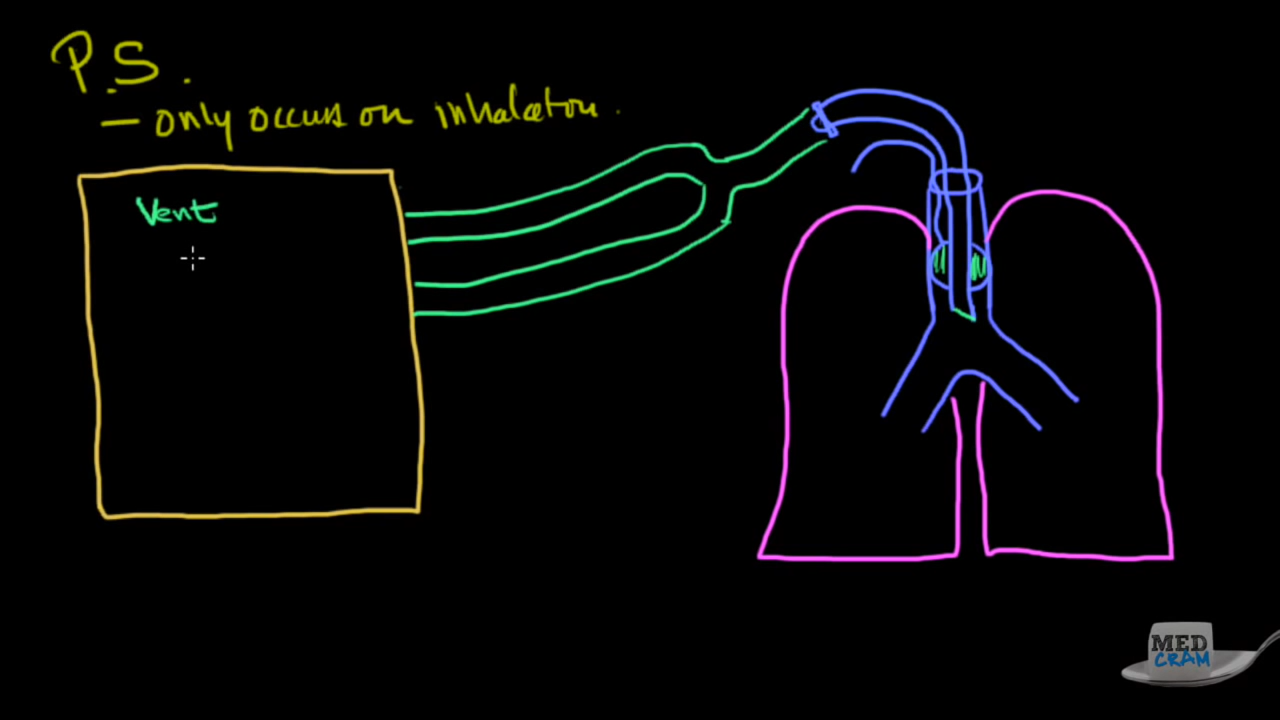 P.S.
— only occurs on inhalation.
Vent
MED
CRAM